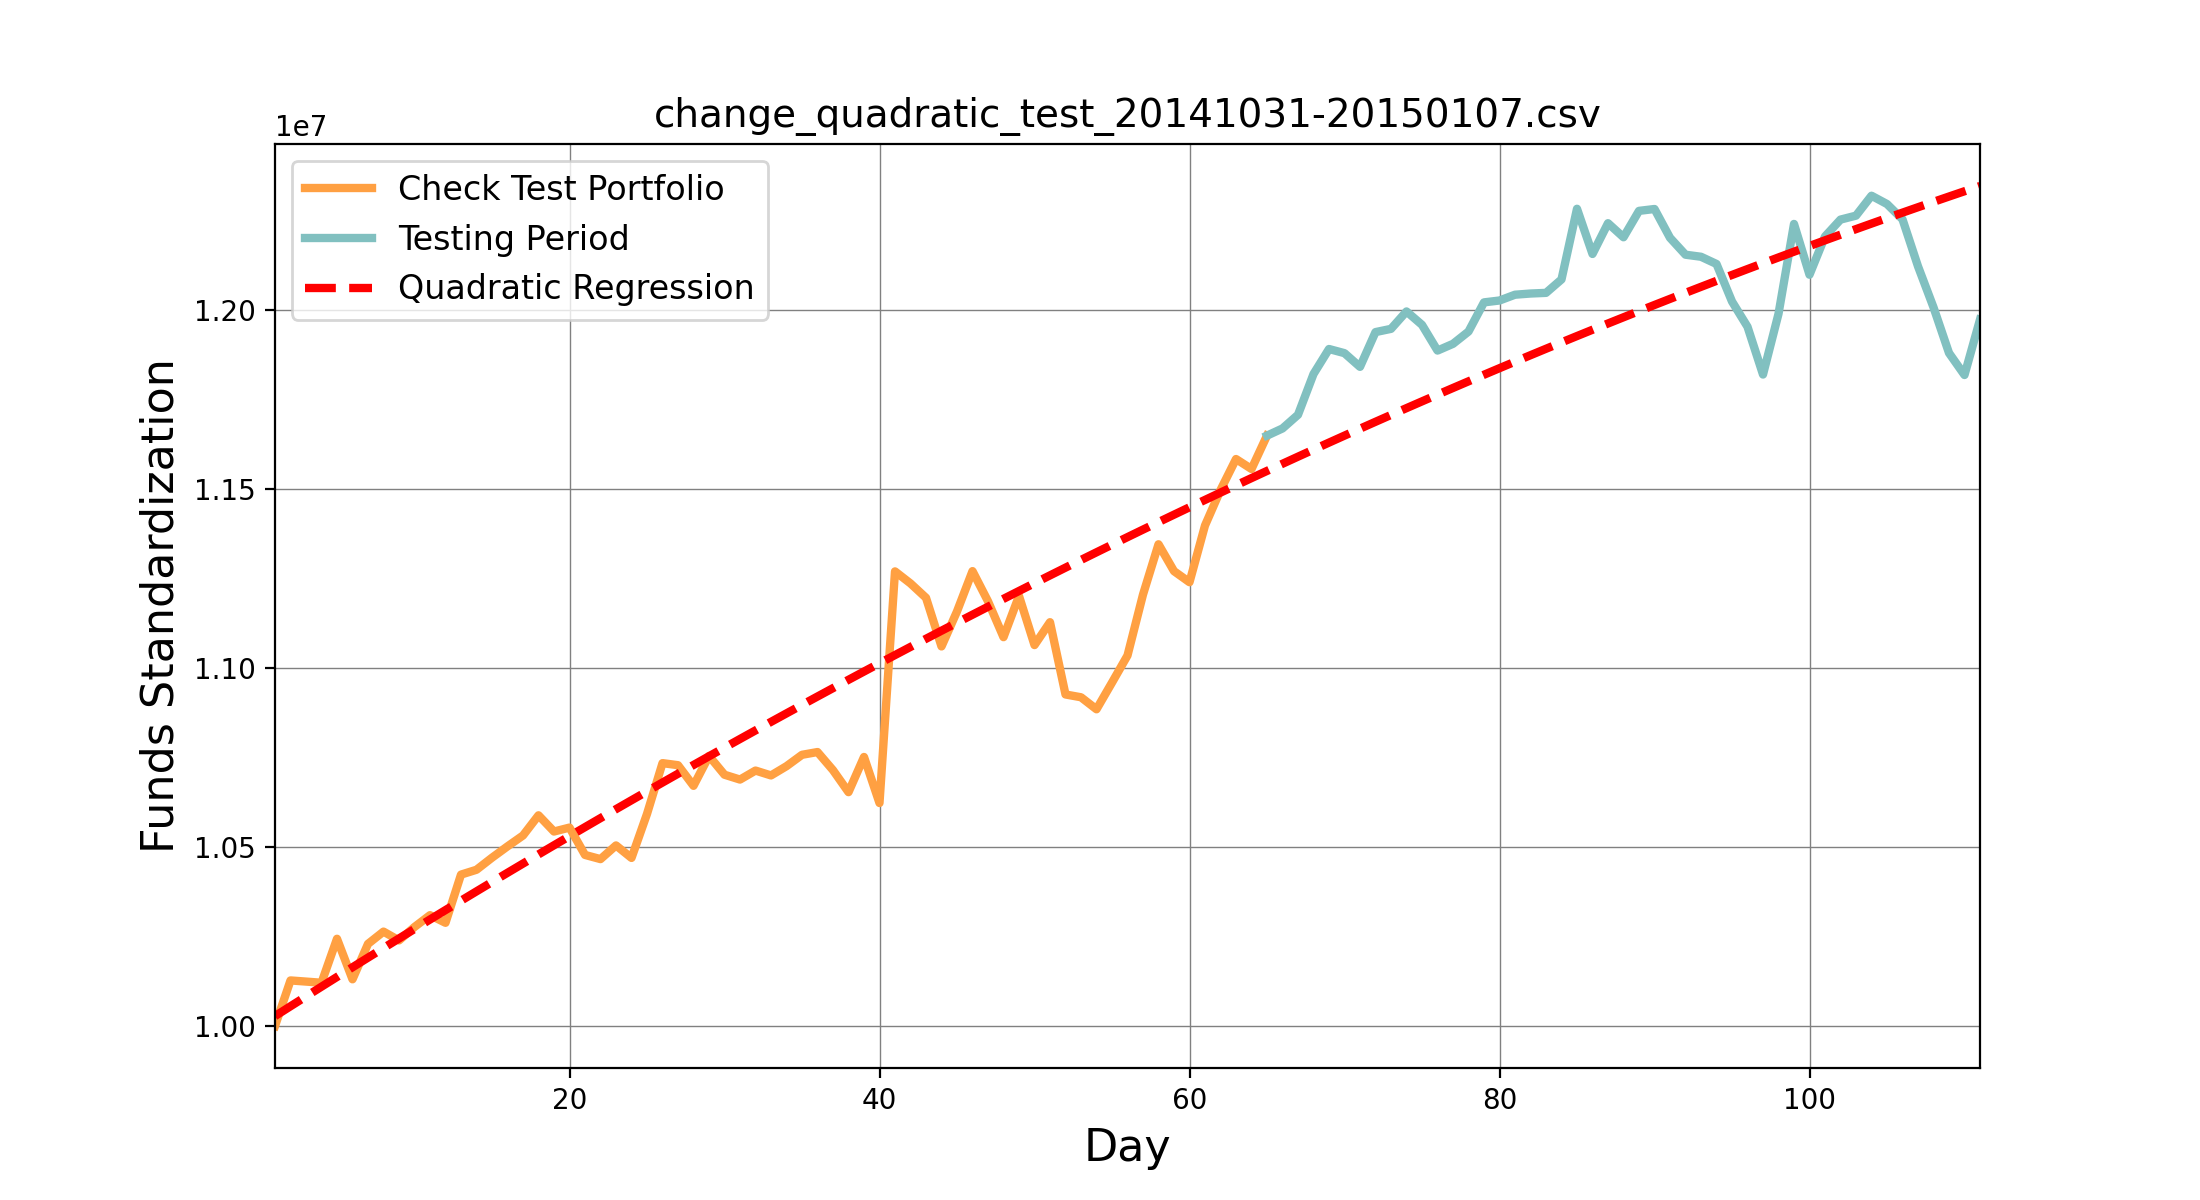 change_quadratic_test_20141031-20150107.csv
1e7
Check Test Portfolio
Testing Period
Quadratic Regression
1.20
1.15
1.10
1.05
1.00
Funds Standardization
20 40 60 80 100
Day